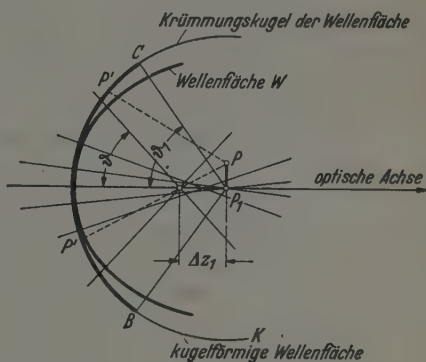 Krümmungskugel der Wellenfläche
C
P'
Wellenfläche W
ϑ
ϑ₁
P
optische Achse
P₁
P'
Δz₁
B
K
kugelförmige Wellenfläche